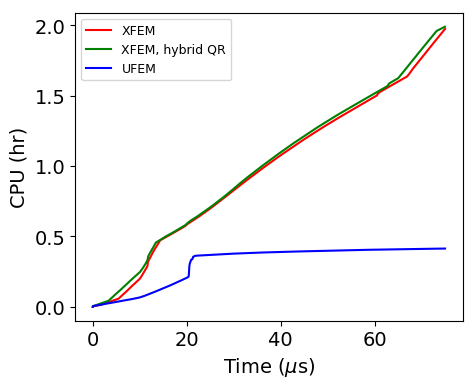 XFEM
XFEM, hybrid QR
UFEM
CPU (hr)
2.0
1.5
1.0
0.5
0.0
0 20 40 60
Time (μs)